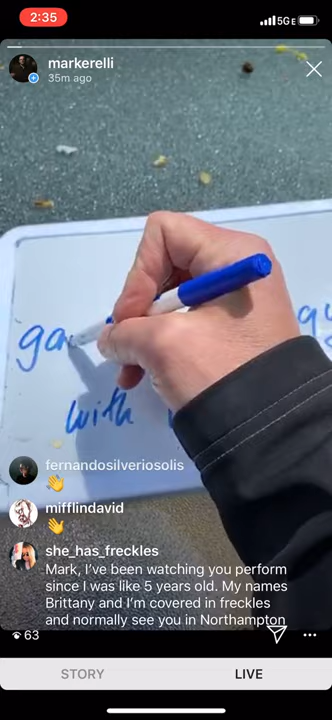 2:35
5G E
markerelli
35m ago
ga
with
fernandosilveriosolis
👋
mifflindavid
👋
she_has_freckles
Mark, I've been watching you perform
since I was like 5 years old. My names
Brittany and I'm covered in freckles
and normally see you in Northampton
63
STORY LIVE